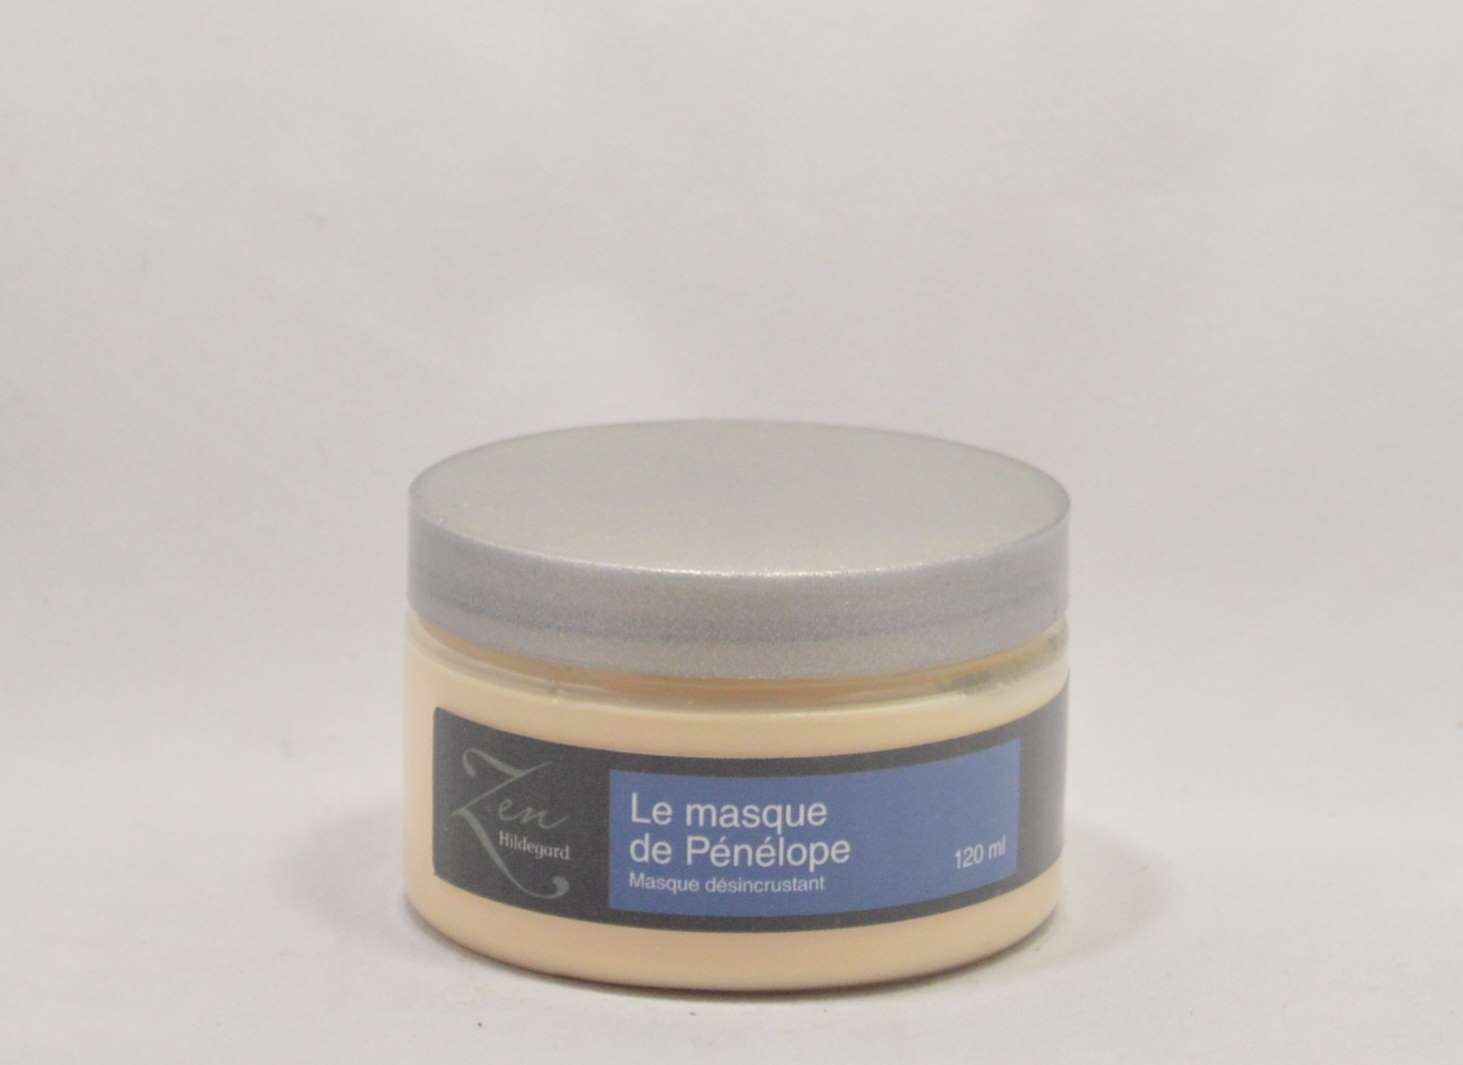 Zen
Hildegard
Le masque
de Pénélope
Masque désincrustant
120 ml